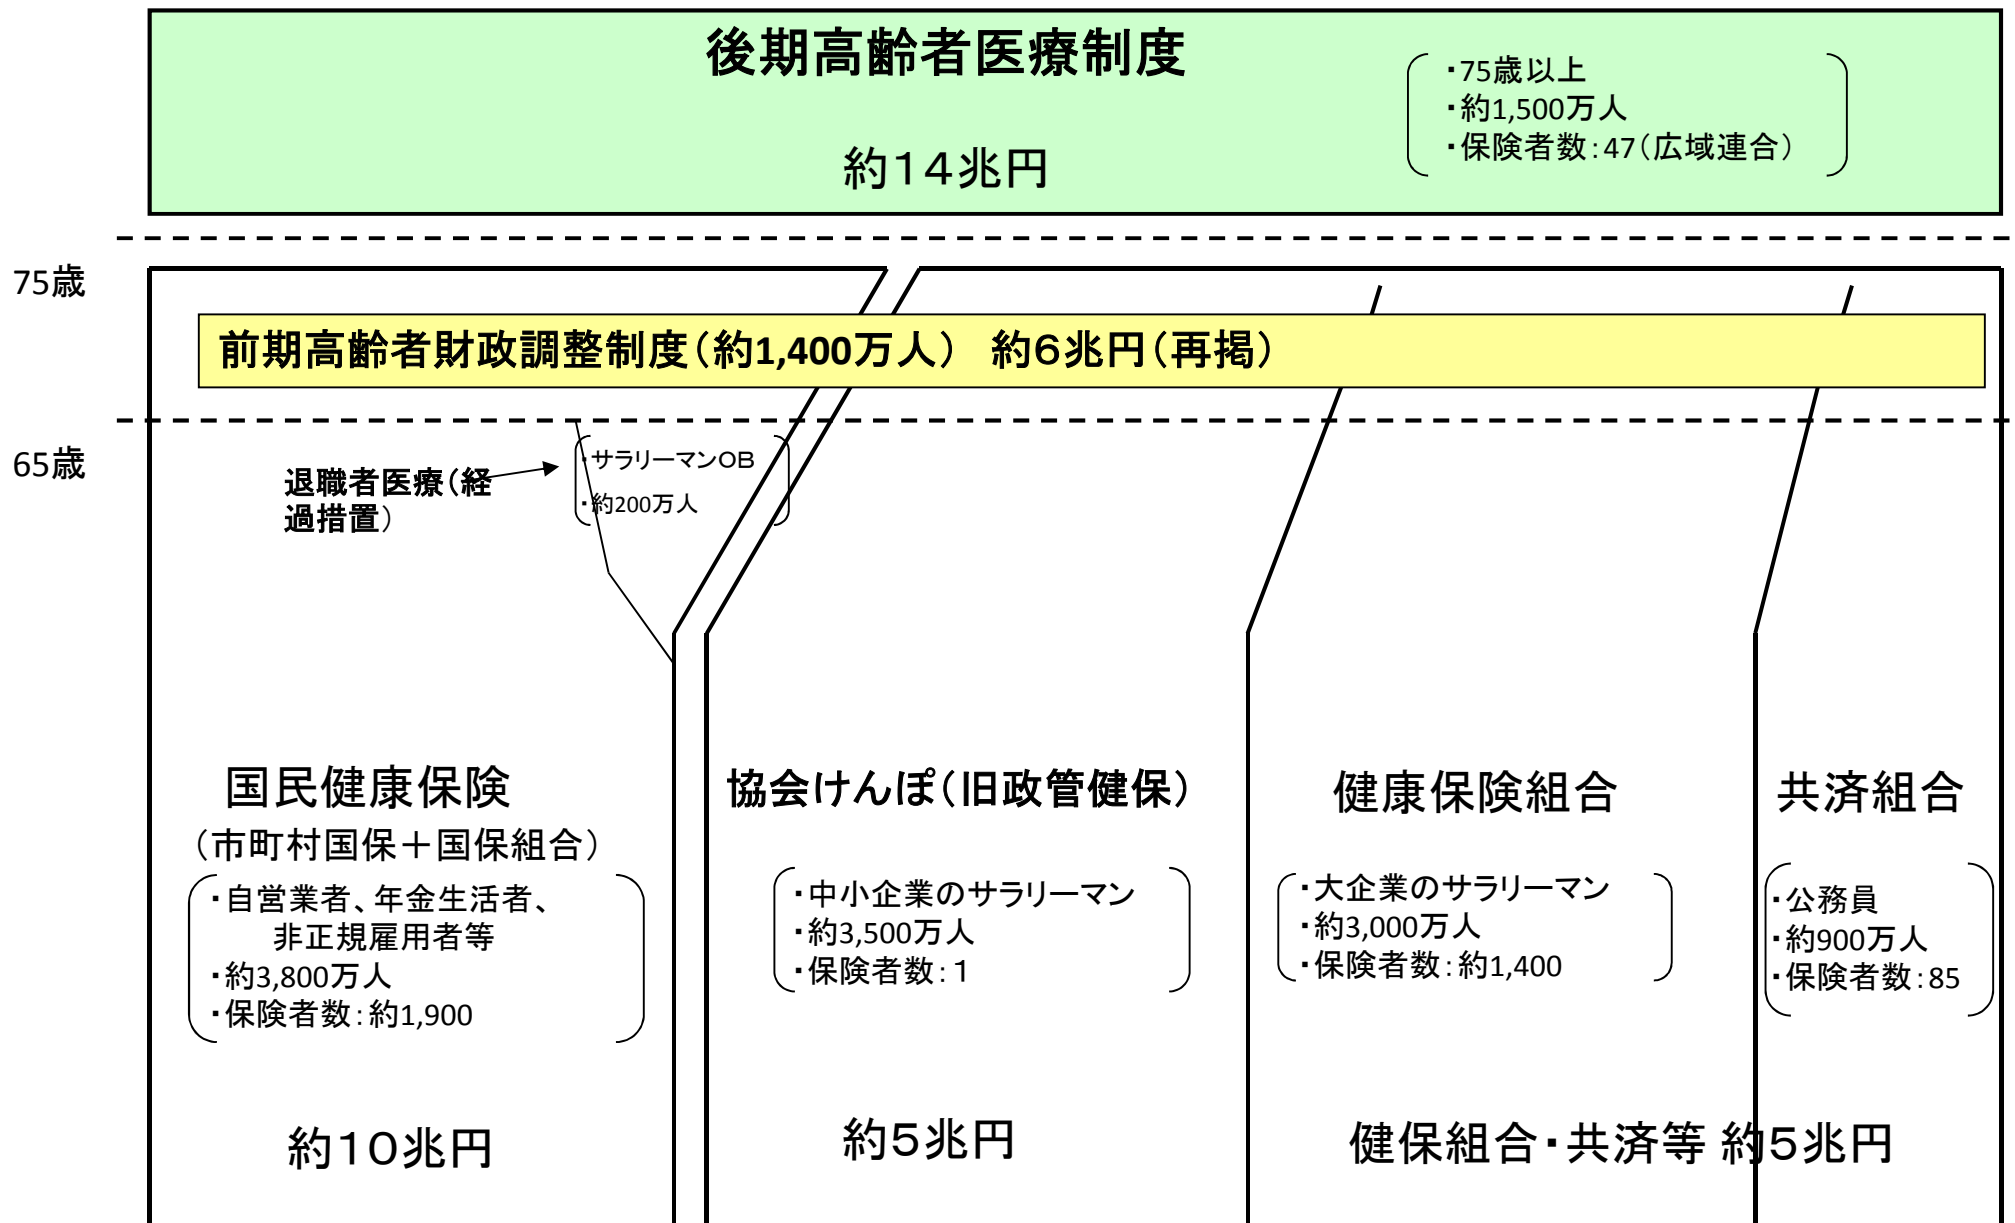 後期高齢者医療制度
約14兆円
・75歳以上
・約1,500万人
・保険者数：47（広域連合）
75歳
前期高齢者財政調整制度（約1,400万人）　約6兆円（再掲）
65歳
退職者医療（経
過措置）
・サラリーマンOB
・約200万人
国民健康保険
（市町村国保＋国保組合）
・自営業者、年金生活者、
非正規雇用者等
・約3,800万人
・保険者数：約1,900
約10兆円
協会けんぽ（旧政管健保）
・中小企業のサラリーマン
・約3,500万人
・保険者数：1
約5兆円
健康保険組合
・大企業のサラリーマン
・約3,000万人
・保険者数：約1,400
共済組合
・公務員
・約900万人
・保険者数：85
健保組合・共済等 約5兆円